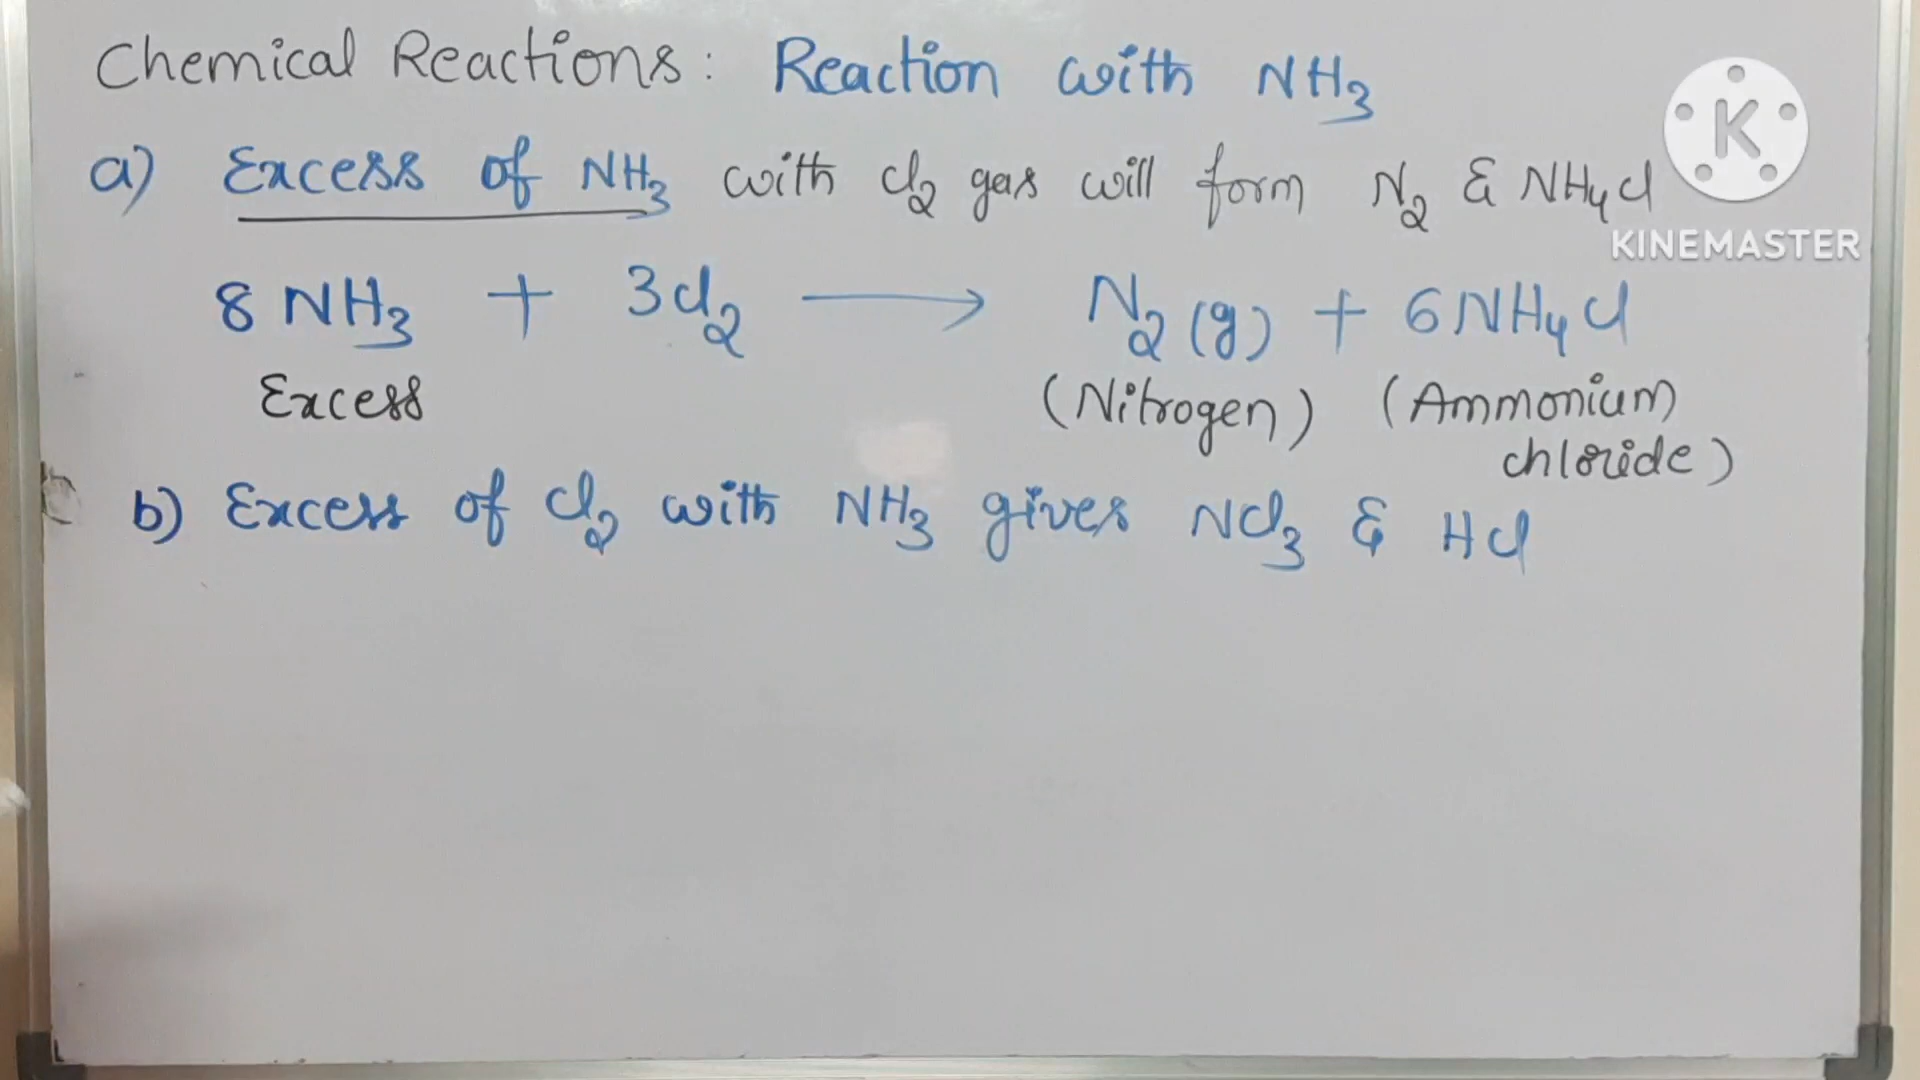 Chemical Reactions: Reaction with NH3
a) Excess of NH3 with Cl2 gas will form N2 & NH4Cl
K
KINEMASTER
8 NH3 + 3Cl2 → N2 (g) + 6NH4Cl
Excess (Nitrogen) (Ammonium
chloride)
b) Excess of Cl2 with NH3 gives NCl3 & HCl